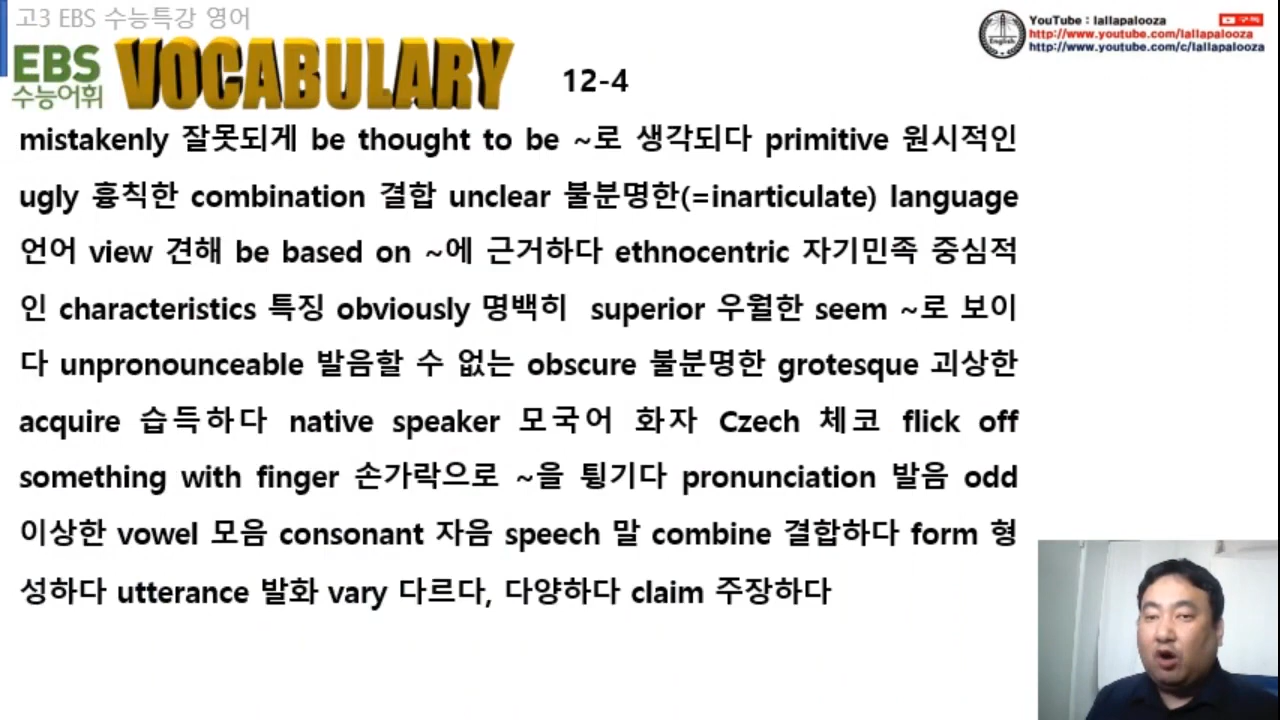 고3 EBS 수능특강 영어
EBS
수능어휘
VOCABULARY
12-4
YouTube : lallapalooza
구독
http://www.youtube.com/lallapalooza
http://www.youtube.com/c/lallapalooza
English
mistakenly 잘못되게 be thought to be ~로 생각되다 primitive 원시적인
ugly 흉칙한 combination 결합 unclear 불분명한(=inarticulate) language
언어 view 견해 be based on ~에 근거하다 ethnocentric 자기민족 중심적
인 characteristics 특징 obviously 명백히 superior 우월한 seem ~로 보이
다 unpronounceable 발음할 수 없는 obscure 불분명한 grotesque 괴상한
acquire 습득하다 native speaker 모국어 화자 Czech 체코 flick off
something with finger 손가락으로 ~을 튕기다 pronunciation 발음 odd
이상한 vowel 모음 consonant 자음 speech 말 combine 결합하다 form 형
성하다 utterance 발화 vary 다르다, 다양하다 claim 주장하다